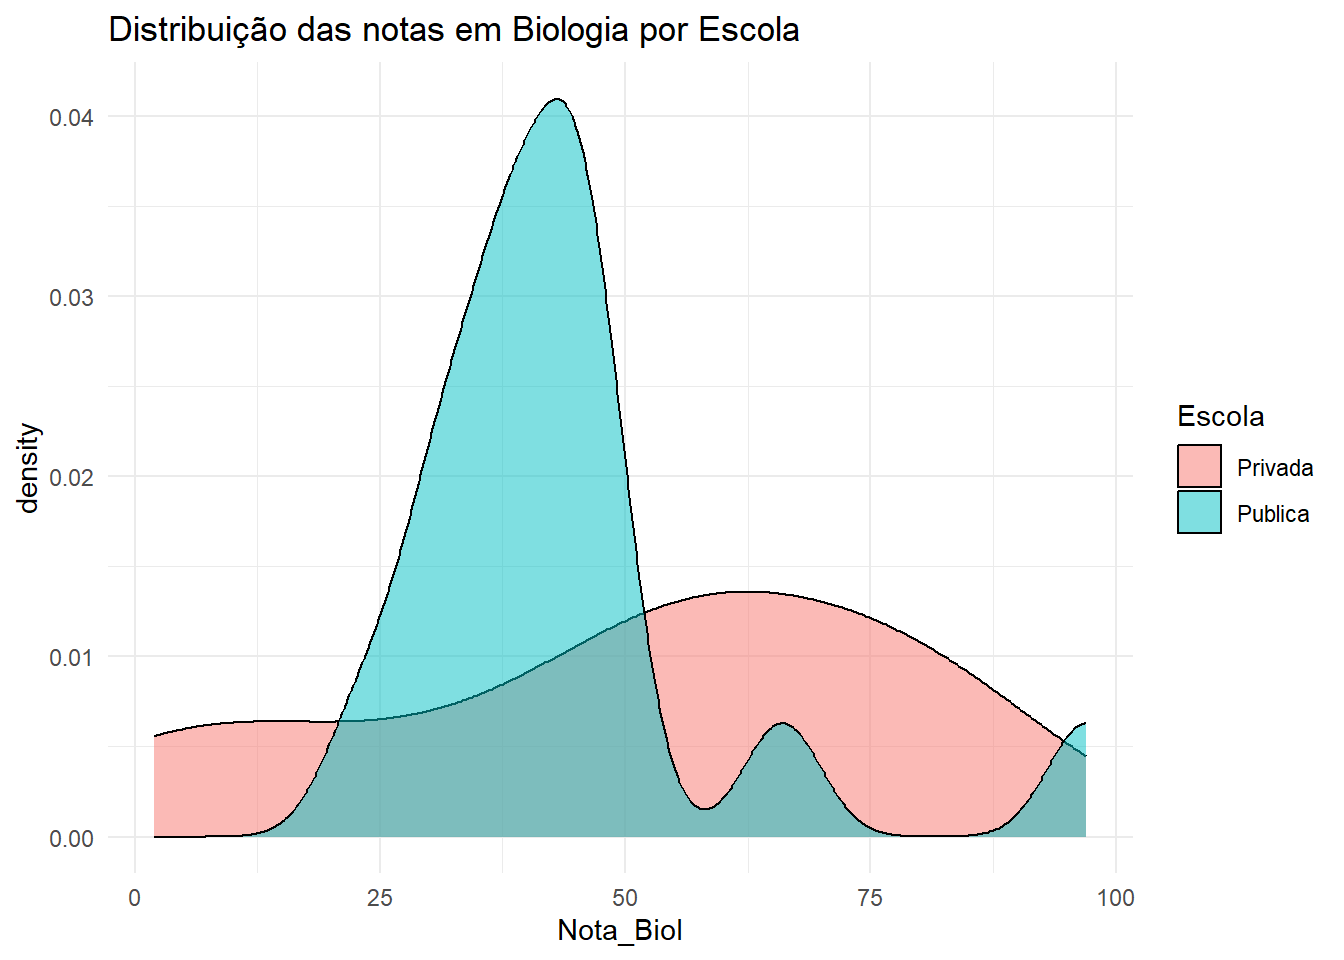 Distribuição das notas em Biologia por Escola
0.04
0.03
0.02
0.01
0.00
density
0 25 50 75 100
Nota_Biol
Escola
Privada
Publica